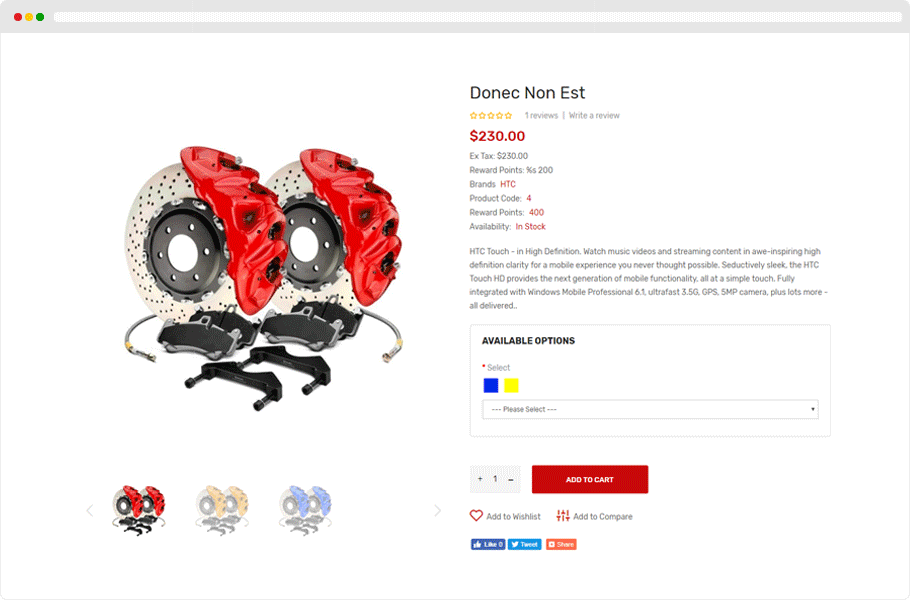 Donec Non Est
1 reviews | Write a review
$230.00
Ex Tax: $230.00
Reward Points: %s 200
Brands HTC
Product Code: 4
Reward Points: 400
Availability: In Stock
HTC Touch - in High Definition. Watch music videos and streaming content in awe-inspiring high
definition clarity for a mobile experience you never thought possible. Seductively sleek, the HTC
Touch HD provides the next generation of mobile functionality, all at a simple touch. Fully
integrated with Windows Mobile Professional 6.1, ultrafast 3.5G, GPS, 5MP camera, plus lots more -
all delivered..
AVAILABLE OPTIONS
* Select
--- Please Select ---
+ 1 - ADD TO CART
Add to Wishlist Add to Compare
Like 0 Tweet Share